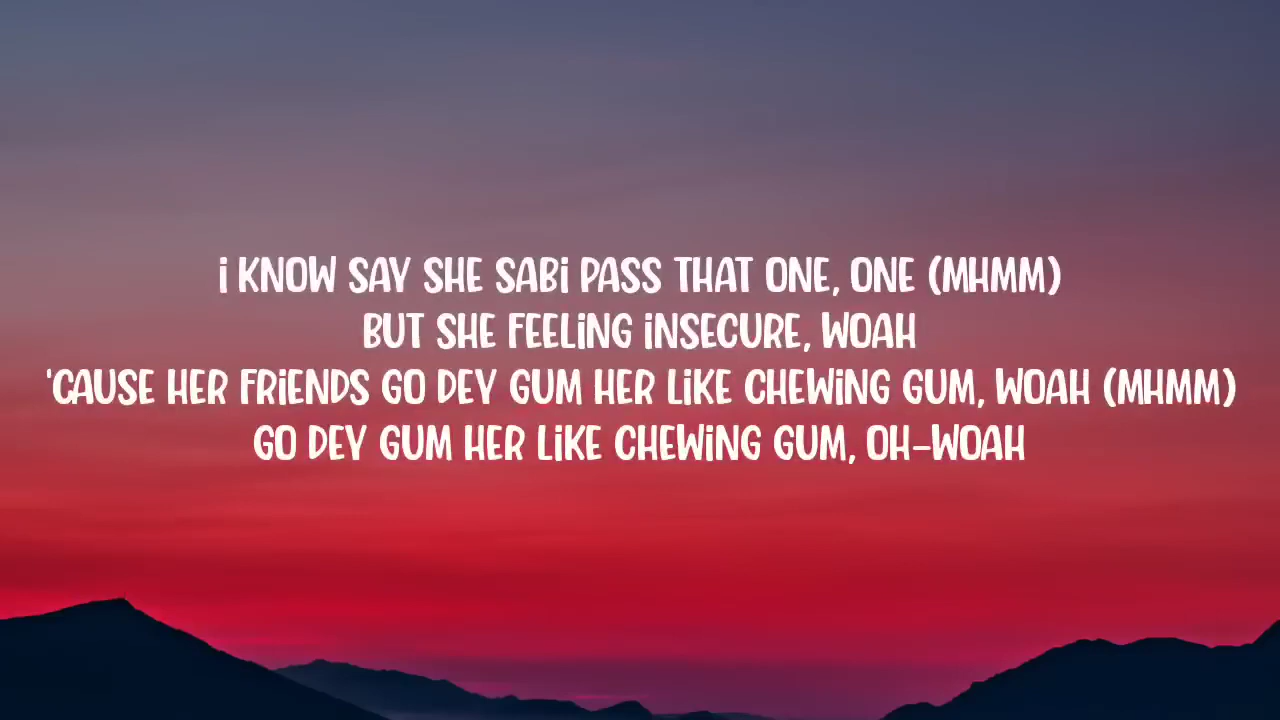 I KNOW SAY SHE SABI PASS THAT ONE, ONE (MHMM)
BUT SHE FEELING INSECURE, WOAH
'CAUSE HER FRIENDS GO DEY GUM HER LIKE CHEWING GUM, WOAH (MHMM)
GO DEY GUM HER LIKE CHEWING GUM, OH-WOAH